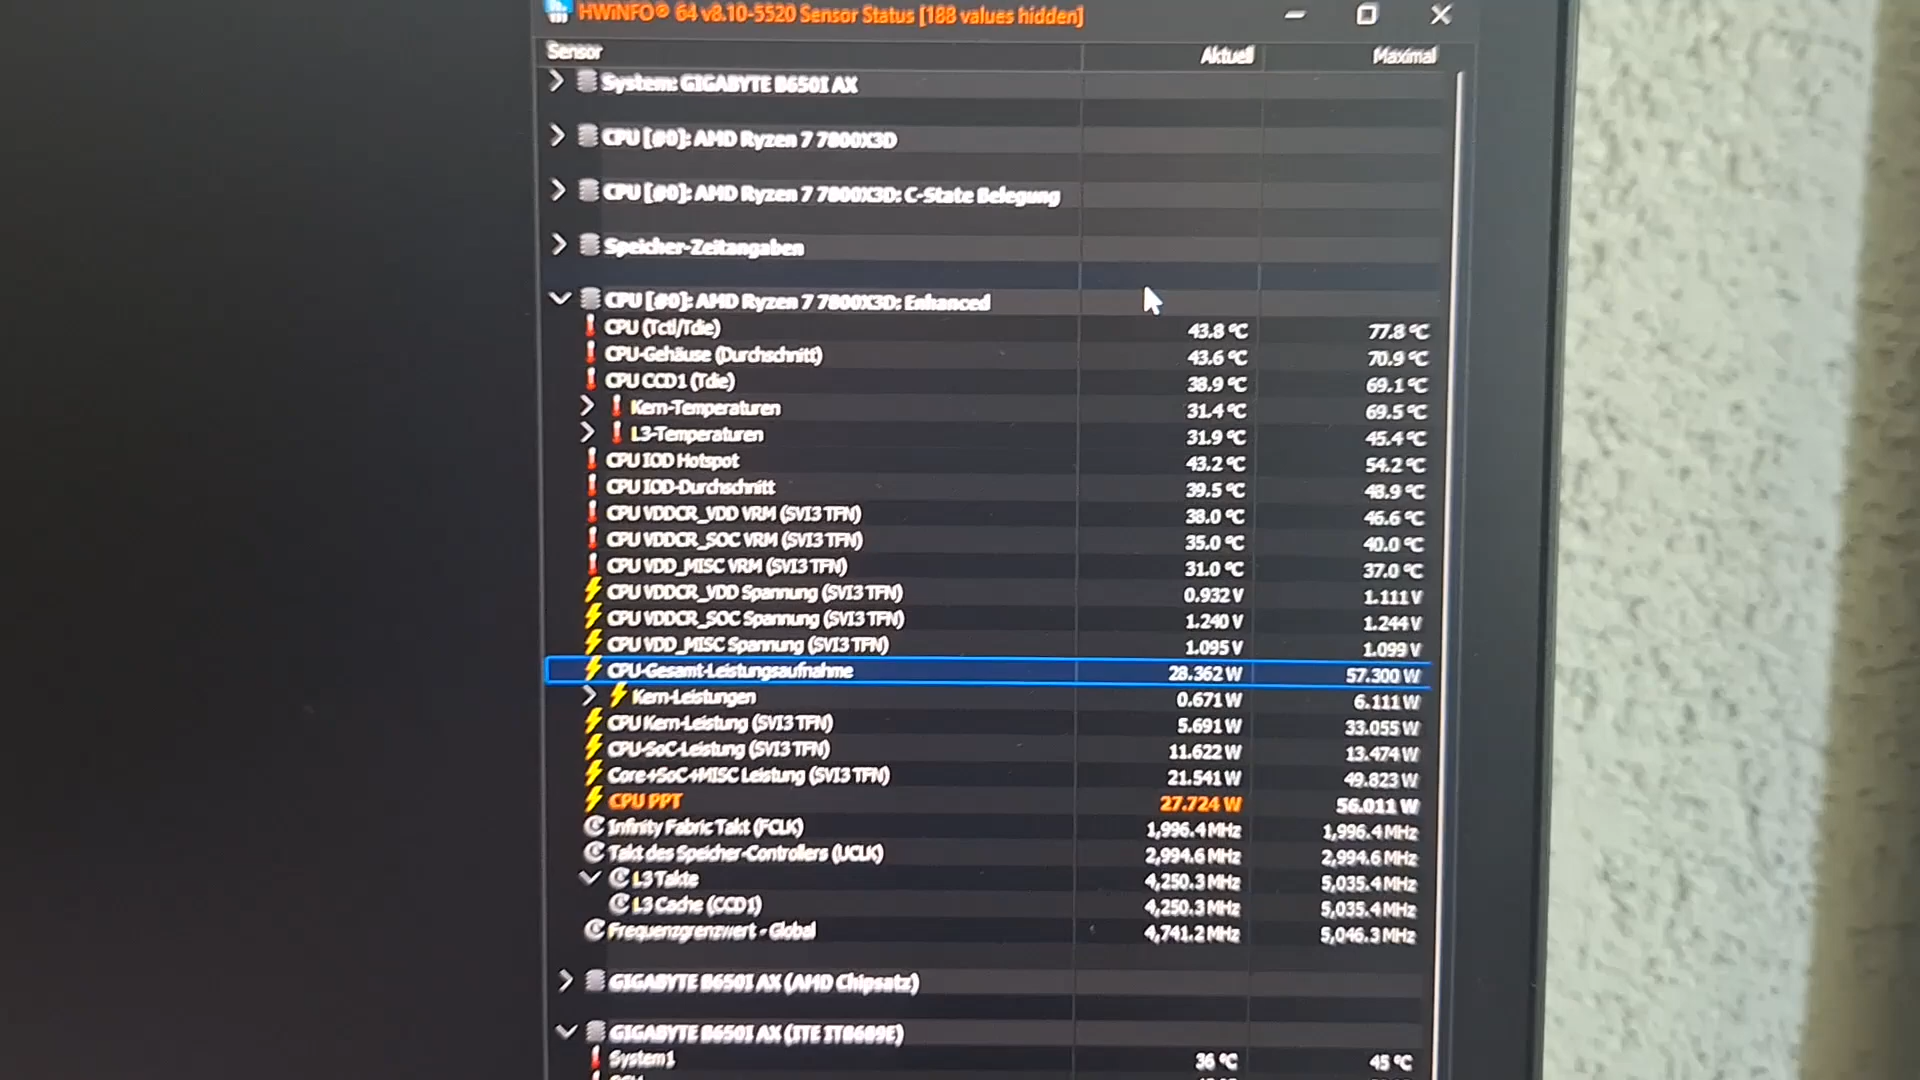 HWiNFO® 64 v8.10-5520 Sensor Status [188 values hidden]
Sensor Aktuell Maximal
System: GIGABYTE B650I AX
CPU [#0]: AMD Ryzen 7 7800X3D
CPU [#0]: AMD Ryzen 7 7800X3D: C-State Belegung
Speicher-Zeitangaben
CPU [#0]: AMD Ryzen 7 7800X3D: Enhanced
CPU (Tctl/Tdie) 43.8 °C 77.8 °C
CPU-Gehäuse (Durchschnitt) 43.6 °C 70.9 °C
CPU CCD1 (Tdie) 38.9 °C 69.1 °C
Kern-Temperaturen 31.4 °C 69.5 °C
L3-Temperaturen 31.9 °C 45.4 °C
CPU IOD Hotspot 43.2 °C 54.2 °C
CPU IOD-Durchschnitt 39.5 °C 48.9 °C
CPU VDDCR_VDD VRM (SVI3 TFN) 38.0 °C 46.6 °C
CPU VDDCR_SOC VRM (SVI3 TFN) 35.0 °C 40.0 °C
CPU VDD_MISC VRM (SVI3 TFN) 31.0 °C 37.0 °C
CPU VDDCR_VDD Spannung (SVI3 TFN) 0.932 V 1.111 V
CPU VDDCR_SOC Spannung (SVI3 TFN) 1.240 V 1.244 V
CPU VDD_MISC Spannung (SVI3 TFN) 1.095 V 1.099 V
CPU-Gesamt-Leistungsaufnahme 28.362 W 57.300 W
Kern-Leistungen 0.671 W 6.111 W
CPU Kern-Leistung (SVI3 TFN) 5.691 W 33.055 W
CPU-SoC-Leistung (SVI3 TFN) 11.622 W 13.474 W
Core+SoC+MISC Leistung (SVI3 TFN) 21.541 W 49.823 W
CPU PPT 27.724 W 56.011 W
Infinity Fabric Takt (FCLK) 1,996.4 MHz 1,996.4 MHz
Takt des Speicher-Controllers (UCLK) 2,994.6 MHz 2,994.6 MHz
L3 Takte 4,250.3 MHz 5,035.4 MHz
L3 Cache (CCD1) 4,250.3 MHz 5,035.4 MHz
Frequenzgrenzwert - Global 4,741.2 MHz 5,046.3 MHz
GIGABYTE B650I AX (AMD Chipsatz)
GIGABYTE B650I AX (ITE IT8689E)
System1 36 °C 45 °C